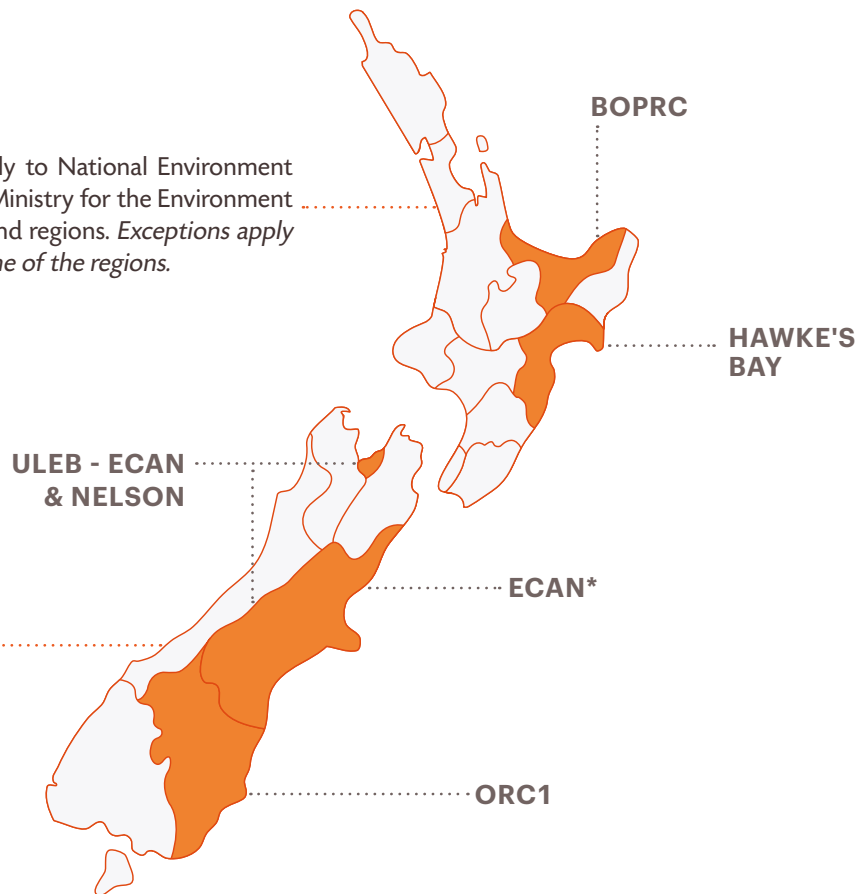 BOPRC
ly to National Environment
Ministry for the Environment
nd regions. Exceptions apply
ne of the regions.
HAWKE'S
BAY
ULEB - ECAN
& NELSON
ECAN*
ORC1